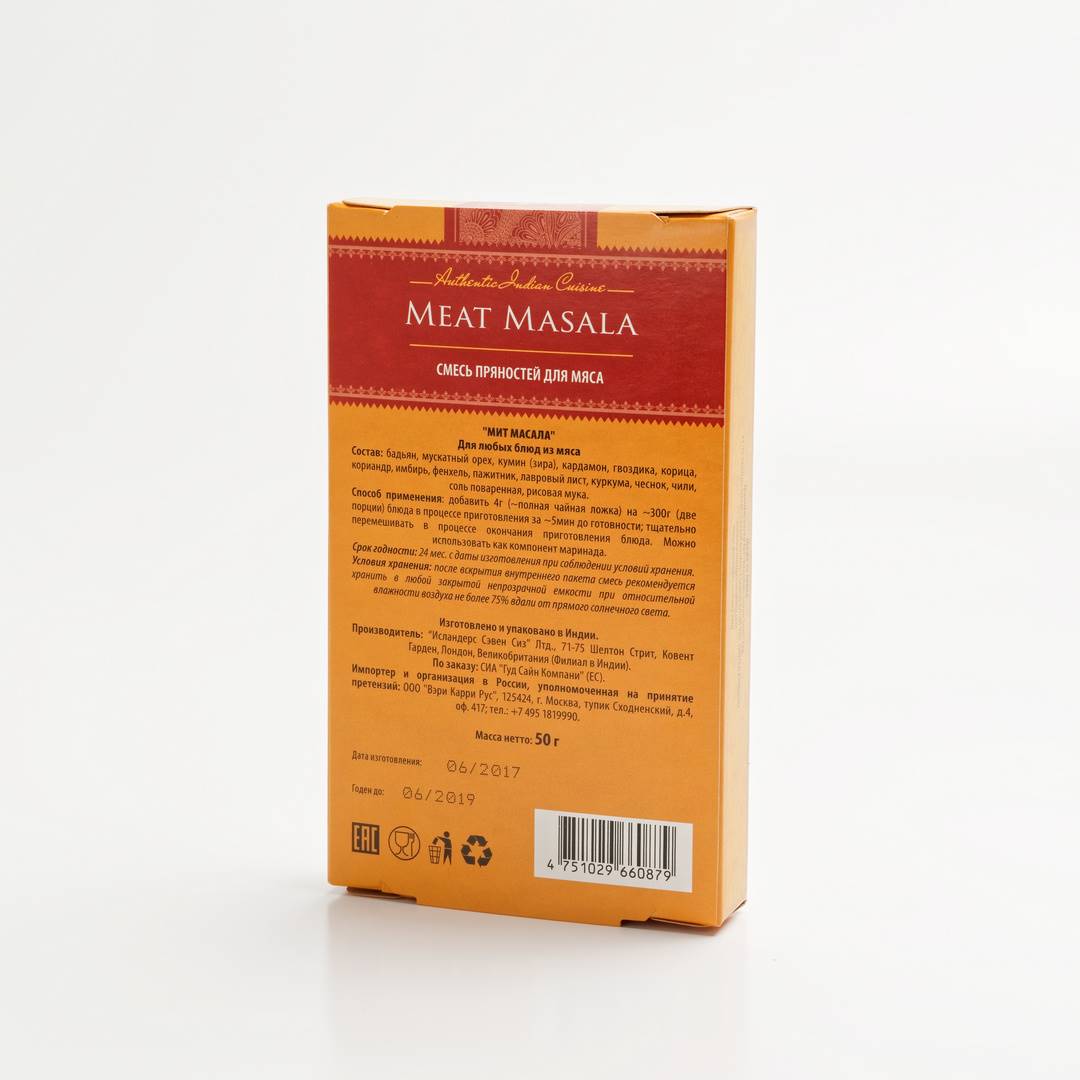 Authentic Indian Cuisine
MEAT MASALA
СМЕСЬ ПРЯНОСТЕЙ ДЛЯ МЯСА
"МИТ МАСАЛА"
Для любых блюд из мяса
Состав: бадьян, мускатный орех, кумин (зира), кардамон, гвоздика, корица,
кориандр, имбирь, фенхель, пажитник, лавровый лист, куркума, чеснок, чили,
соль поваренная, рисовая мука.
Способ применения: добавить 4г (~полная чайная ложка) на ~300г (две
порции) блюда в процессе приготовления за ~5мин до готовности; тщательно
перемешивать в процессе окончания приготовления блюда. Можно
использовать как компонент маринада.
Срок годности: 24 мес. с даты изготовления при соблюдении условий хранения.
Условия хранения: после вскрытия внутреннего пакета смесь рекомендуется
хранить в любой закрытой непрозрачной емкости при относительной
влажности воздуха не более 75% вдали от прямого солнечного света.
Изготовлено и упаковано в Индии.
Производитель: "Исландерс Сэвен Сиз" Лтд., 71-75 Шелтон Стрит, Ковент
Гарден, Лондон, Великобритания (Филиал в Индии).
По заказу: СИА "Гуд Сайн Компани" (ЕС).
Импортер и организация в России, уполномоченная на принятие
претензий: ООО "Вэри Карри Рус", 125424, г. Москва, тупик Сходненский, д.4,
оф. 417; тел.: +7 495 1819990.
Масса нетто: 50 г
Дата изготовления: 06/2017
Годен до: 06/2019
EAC
4 751029 660879